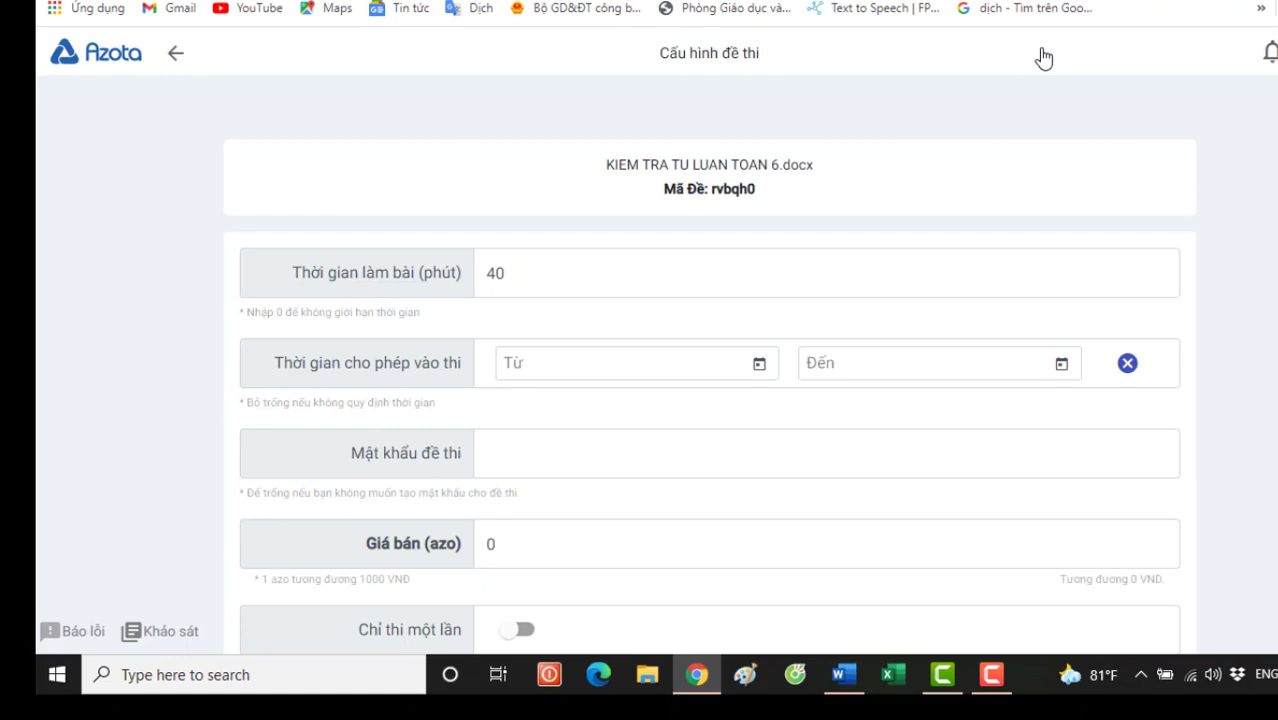 Ứng dụng Gmail YouTube Maps Tin tức Dịch Bộ GD&ĐT công b... Phòng Giáo dục và... Text to Speech | FP... dịch - Tìm trên Goo... »
Azota Cấu hình đề thi
KIEM TRA TU LUAN TOAN 6.docx
Mã Đề: rvbqh0
Thời gian làm bài (phút) 40
* Nhập 0 để không giới hạn thời gian
Thời gian cho phép vào thi Từ Đến
* Bỏ trống nếu không quy định thời gian
Mật khẩu đề thi
* Để trống nếu bạn không muốn tạo mật khẩu cho đề thi
Giá bán (azo) 0
* 1 azo tương đương 1000 VNĐ Tương đương 0 VND.
Chỉ thi một lần
Báo lỗi Khảo sát
Type here to search 81°F ENG